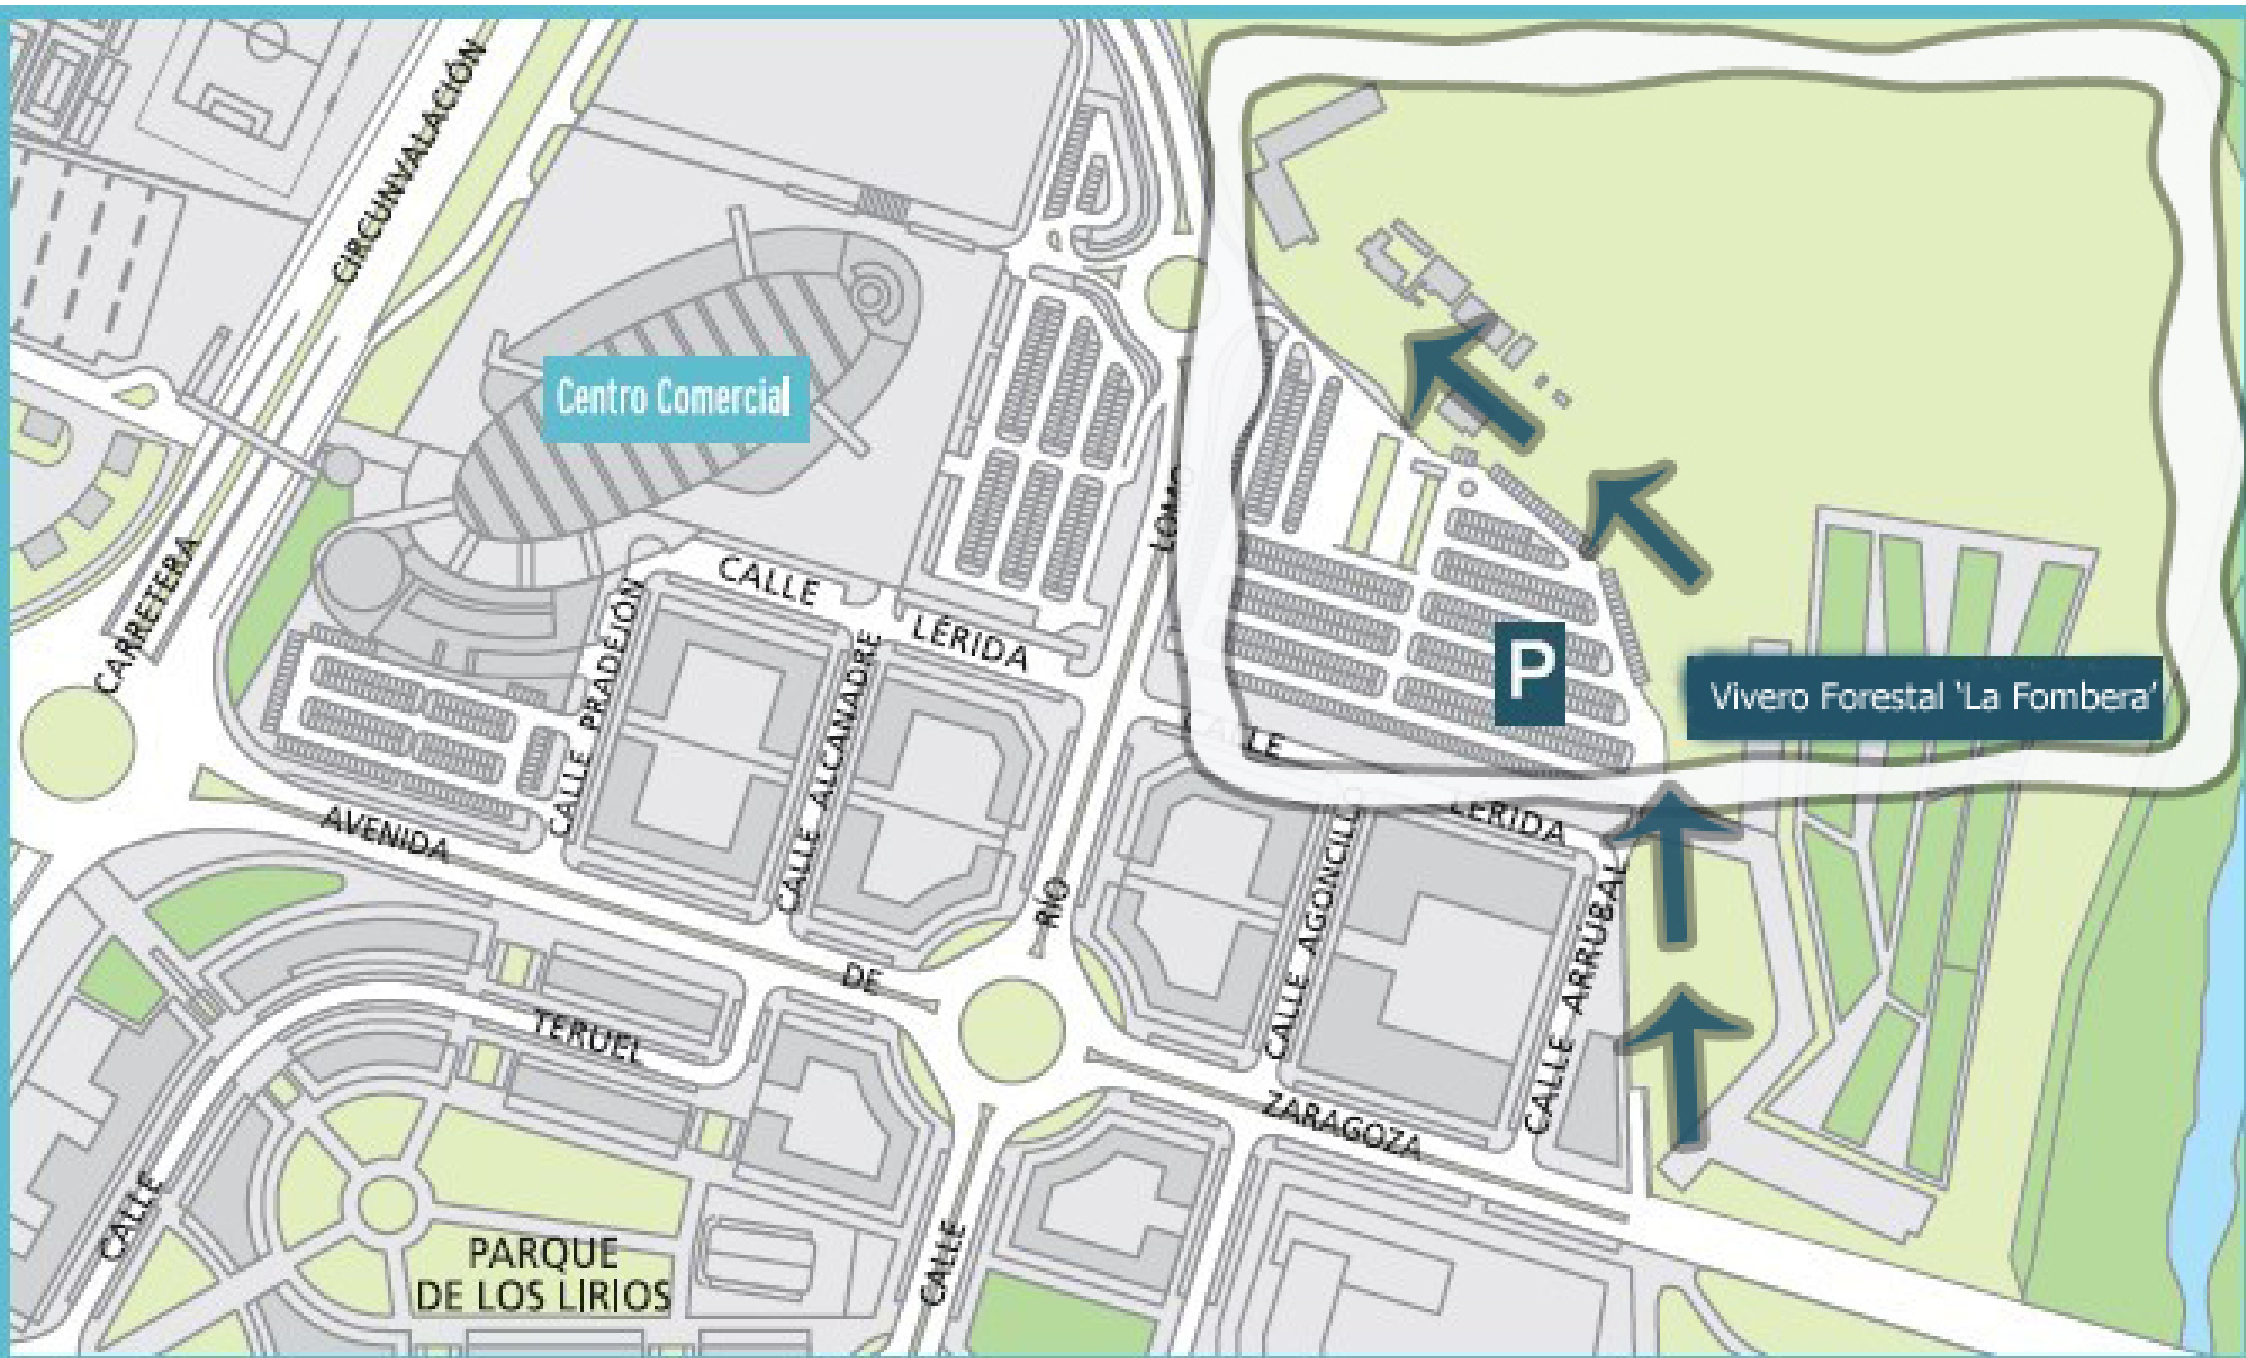 CIRCUNVALACIÓN
CARRETERA
Centro Comercial
CALLE
LÉRIDA
CALLE PRADEJÓN
CALLE ALCANADRE
LOMO
P
Vivero Forestal 'La Fombera'
CALLE
LÉRIDA
CALLE AGONCILLO
CALLE ARRÚBAL
RÍO
AVENIDA
DE
ZARAGOZA
TERUEL
CALLE
CALLE
PARQUE
DE LOS LIRIOS